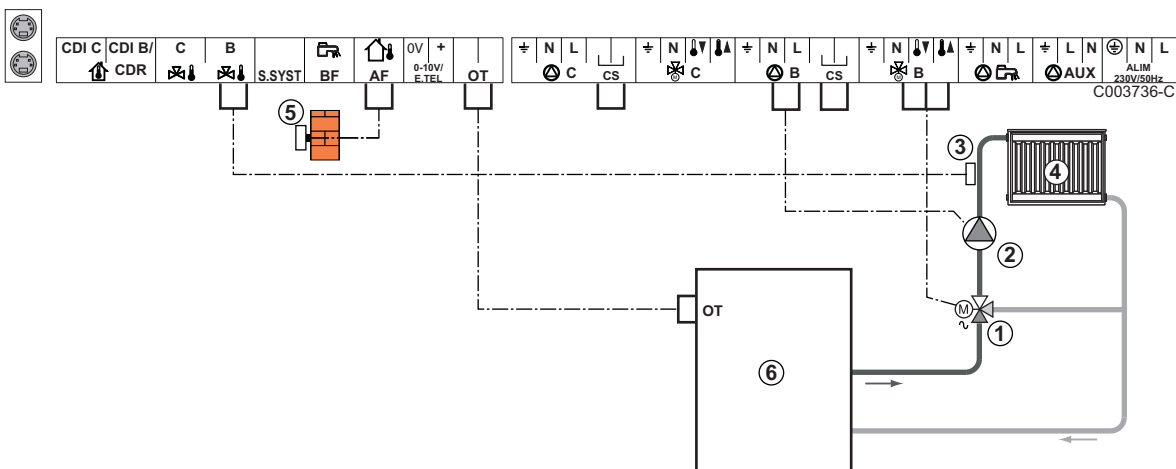 CDI C CDI B/ C B 0V + N L N N L N N L L N N L
CDR S.SYST BF AF 0-10V/ E.TEL OT C CS M C B CS M B AUX ALIM 230V/50Hz
C003736-C
5
3
4
2
M
~
1
OT
6